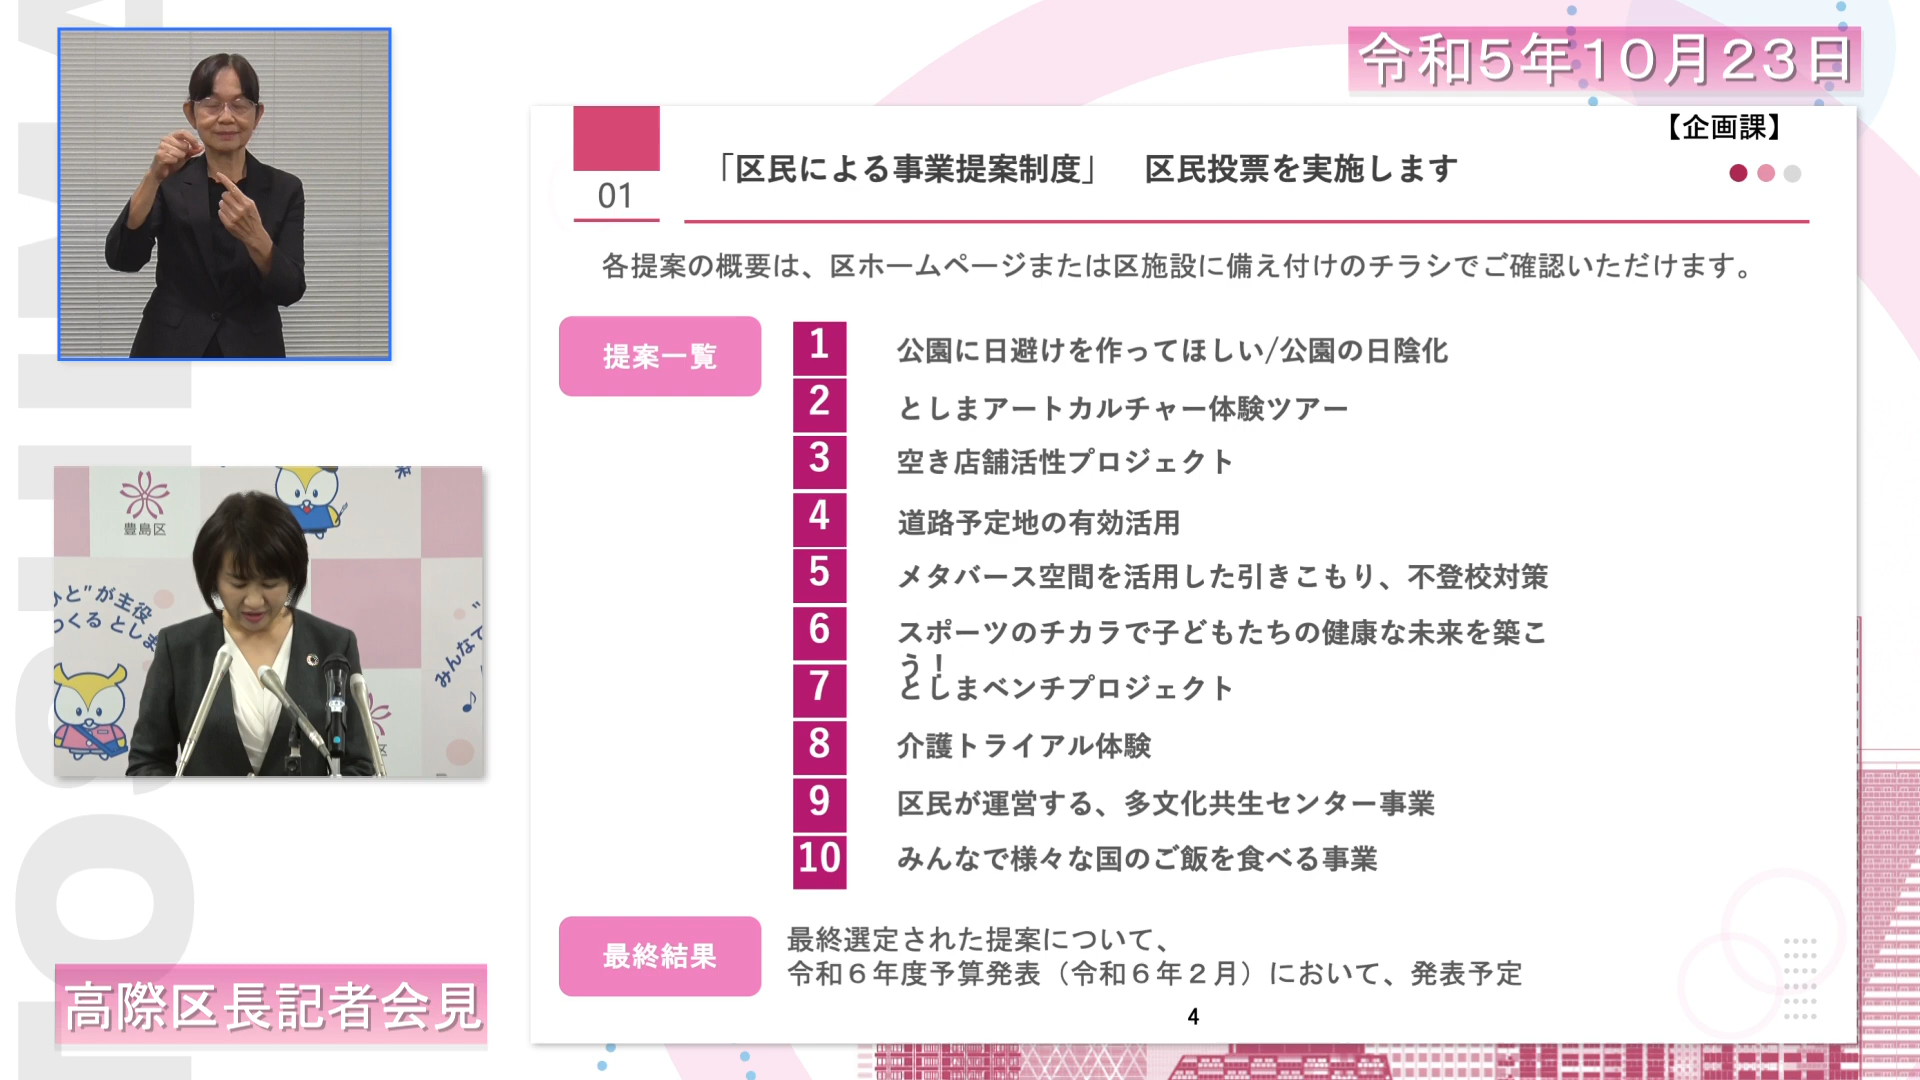 令和5年10月23日
【企画課】
01
「区民による事業提案制度」 区民投票を実施します
各提案の概要は、区ホームページまたは区施設に備え付けのチラシでご確認いただけます。
提案一覧
1 公園に日避けを作ってほしい/公園の日陰化
2 としまアートカルチャー体験ツアー
3 空き店舗活性プロジェクト
4 道路予定地の有効活用
5 メタバース空間を活用した引きこもり、不登校対策
6 スポーツのチカラで子どもたちの健康な未来を築こ
う！
7 としまベンチプロジェクト
8 介護トライアル体験
9 区民が運営する、多文化共生センター事業
10 みんなで様々な国のご飯を食べる事業
最終結果
最終選定された提案について、
令和６年度予算発表（令和６年２月）において、発表予定
4
豊島区
ひと"が主役
つくる としま
みんなで
高際区長記者会見